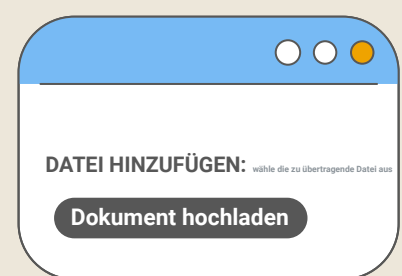 DATEI HINZUFÜGEN: wähle die zu übertragende Datei aus
Dokument hochladen